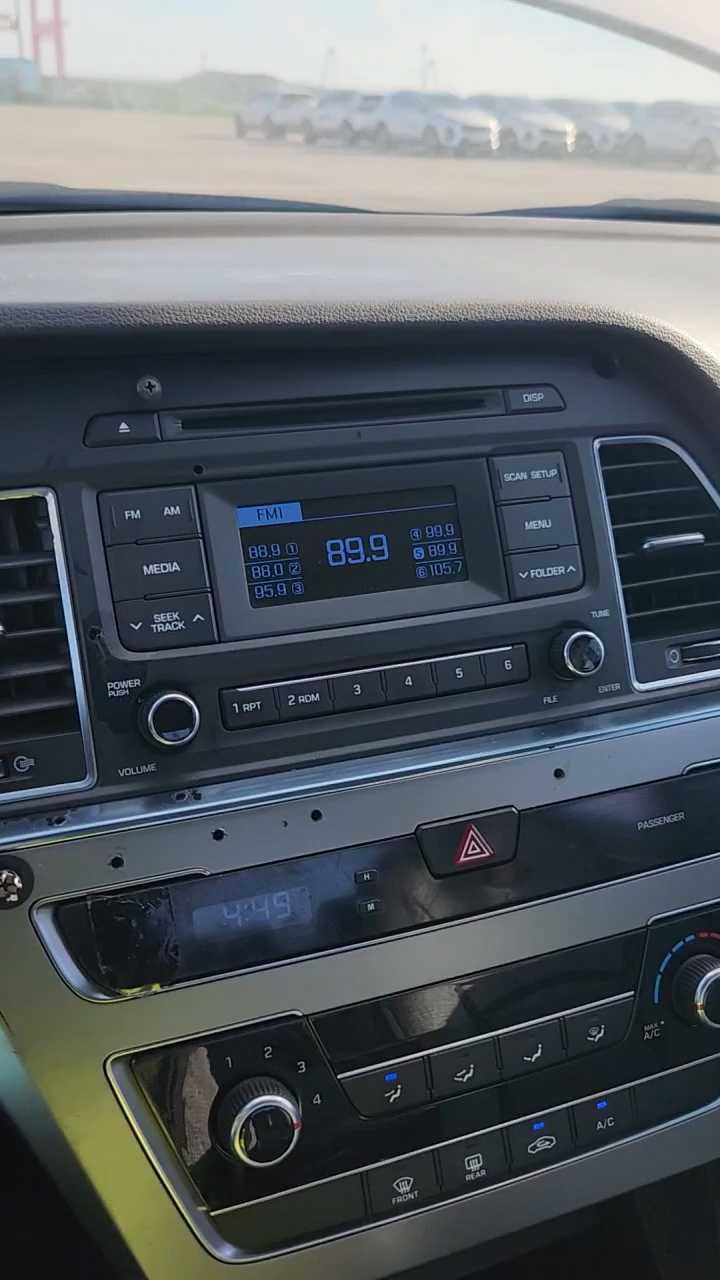 DISP
FM AM
MEDIA
SEEK
TRACK
FM1
88.9 1
88.0 2
95.9 3
89.9
4 99.9
5 89.9
6 105.7
SCAN SETUP
MENU
FOLDER
TUNE
FILE
ENTER
POWER
PUSH
VOLUME
1 RPT
2 RDM
3
4
5
6
PASSENGER
H
M
4:49
1
2
3
4
MAX
A/C
FRONT
REAR
A/C